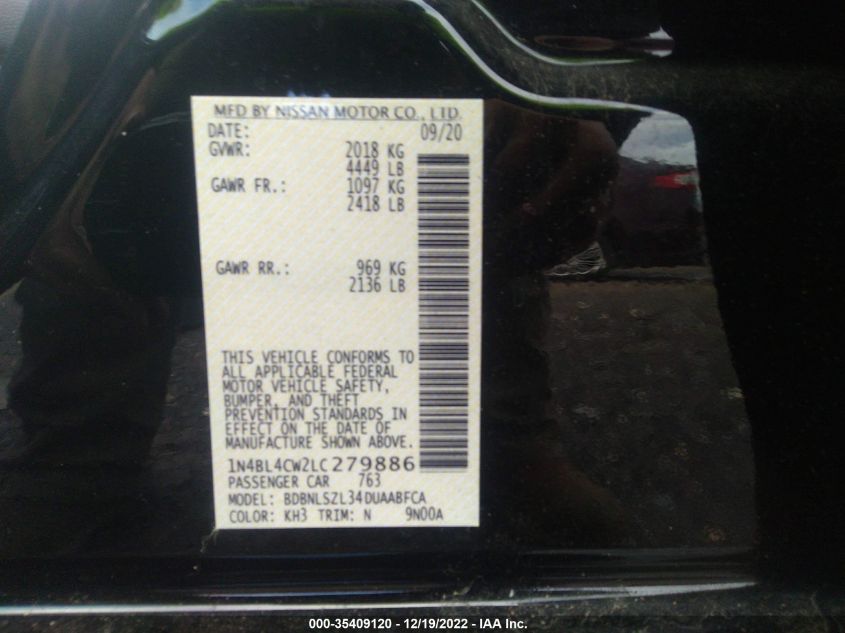 MFD BY NISSAN MOTOR CO., LTD.
DATE: 09/20
GVWR: 2018 KG
4449 LB
GAWR FR.: 1097 KG
2418 LB
GAWR RR.: 969 KG
2136 LB
THIS VEHICLE CONFORMS TO
ALL APPLICABLE FEDERAL
MOTOR VEHICLE SAFETY,
BUMPER, AND THEFT
PREVENTION STANDARDS IN
EFFECT ON THE DATE OF
MANUFACTURE SHOWN ABOVE.
1N4BL4CW2LC279886
PASSENGER CAR 763
MODEL: BDBNLSZL34DUAABFCA
COLOR: KH3 TRIM: N 9N00A
000-35409120 - 12/19/2022 - IAA Inc.